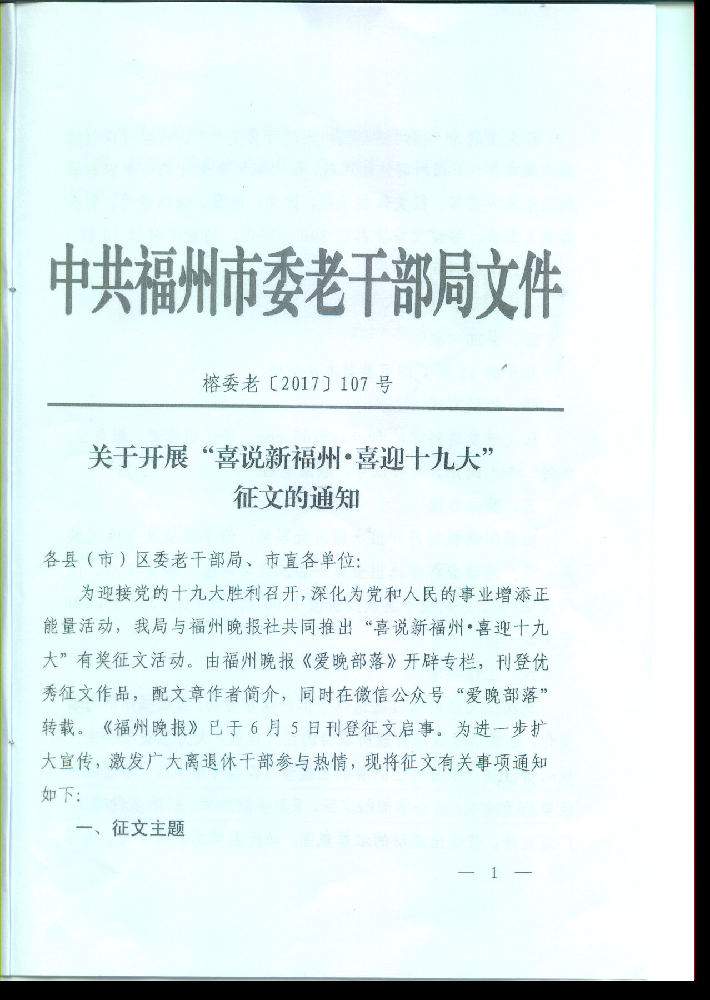 中共福州市委老干部局文件
榕委老〔2017〕107 号
关于开展“喜说新福州·喜迎十九大”
征文的通知
各县（市）区委老干部局、市直各单位：
为迎接党的十九大胜利召开，深化为党和人民的事业增添正
能量活动，我局与福州晚报社共同推出“喜说新福州·喜迎十九
大”有奖征文活动。由福州晚报《爱晚部落》开辟专栏，刊登优
秀征文作品，配文章作者简介，同时在微信公众号“爱晚部落”
转载。《福州晚报》已于 6 月 5 日刊登征文启事。为进一步扩
大宣传，激发广大离退休干部参与热情，现将征文有关事项通知
如下：
一、征文主题
— 1 —